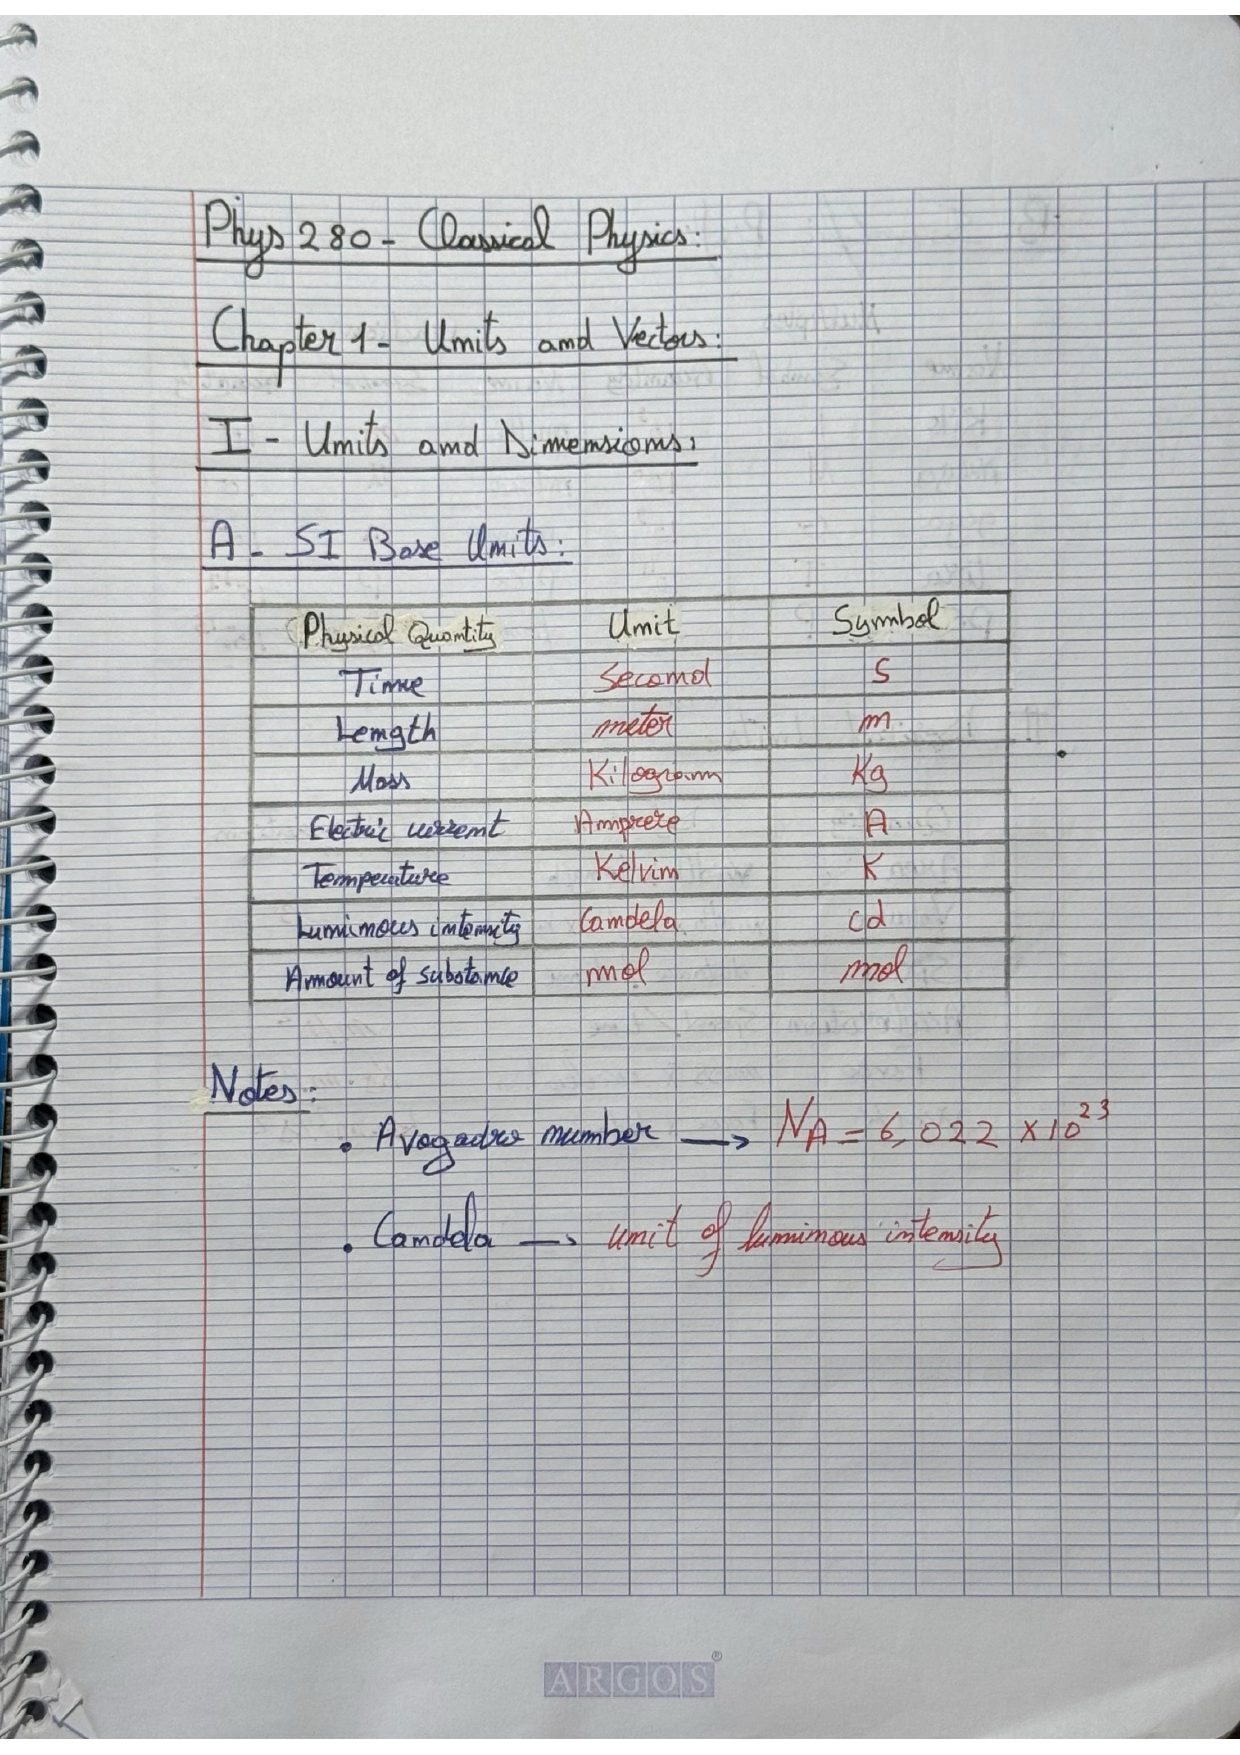 Phys 280 - Classical Physics:
Chapter 1 - Units and Vectors:
I - Units and Dimensions:
A - SI Base Units:
Physical Quantity Unit Symbol
Time Second S
Length meter m
Mass Kilogram Kg
Electric current Ampere A
Temperature Kelvin K
Luminous intensity Candela cd
Amount of substance mol mol
Notes:
. Avogadro number → NA = 6,022 × 10²³
. Candela → unit of luminous intensity
ARGOS®